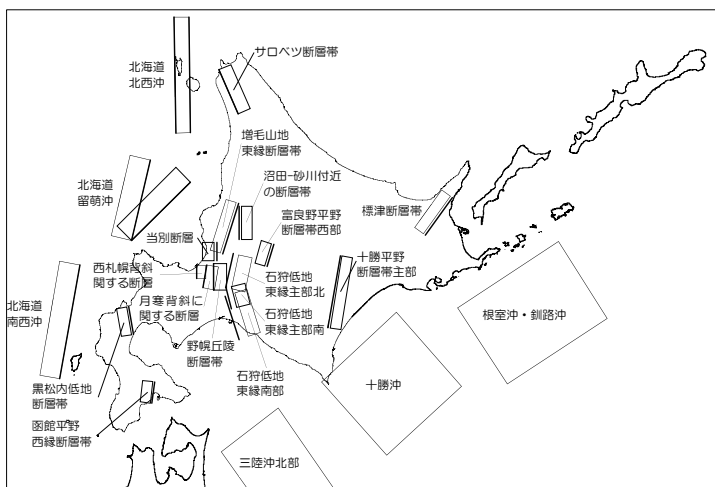 サロベツ断層帯
北海道
北西沖
増毛山地
東縁断層帯
沼田-砂川付近
の断層帯
北海道
留萌沖
標津断層帯
富良野平野
断層帯西部
当別断層
十勝平野
断層帯主部
西札幌背斜
関する断層
石狩低地
東縁主部北
北海道
南西沖
月寒背斜に
関する断層
石狩低地
東縁主部南
根室沖・釧路沖
野幌丘陵
断層帯
石狩低地
東縁南部
黒松内低地
断層帯
十勝沖
函館平野
西縁断層帯
三陸沖北部